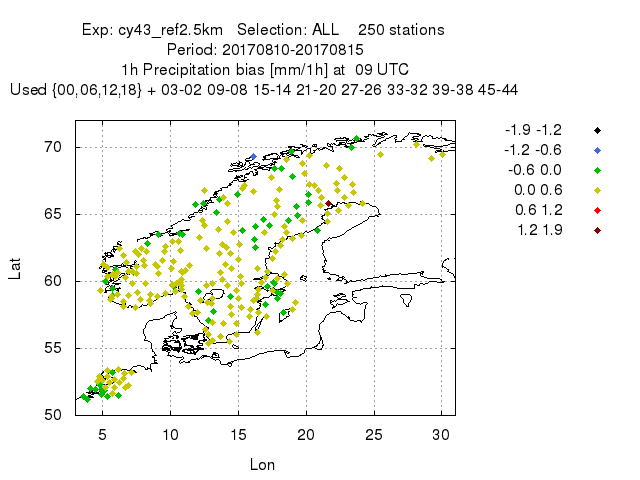 Exp: cy43_ref2.5km   Selection: ALL    250 stations
Period: 20170810-20170815
1h Precipitation bias [mm/1h] at  09 UTC
Used {00,06,12,18} + 03-02 09-08 15-14 21-20 27-26 33-32 39-38 45-44
-1.9 -1.2
-1.2 -0.6
-0.6 0.0
0.0 0.6
0.6 1.2
1.2 1.9
Lat
70
65
60
55
50
5 10 15 20 25 30
Lon